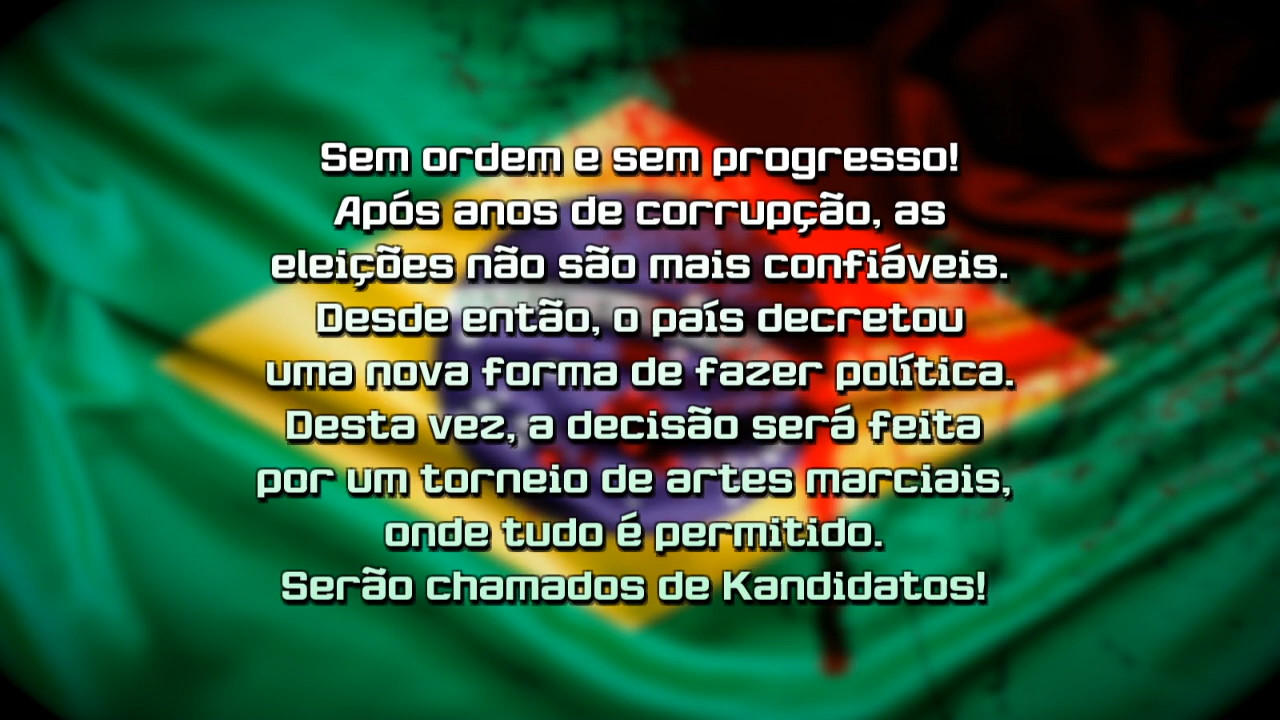 Sem ordem e sem progresso!
Após anos de corrupção, as
eleições não são mais confiáveis.
Desde então, o país decretou
uma nova forma de fazer política.
Desta vez, a decisão será feita
por um torneio de artes marciais,
onde tudo é permitido.
Serão chamados de Kandidatos!